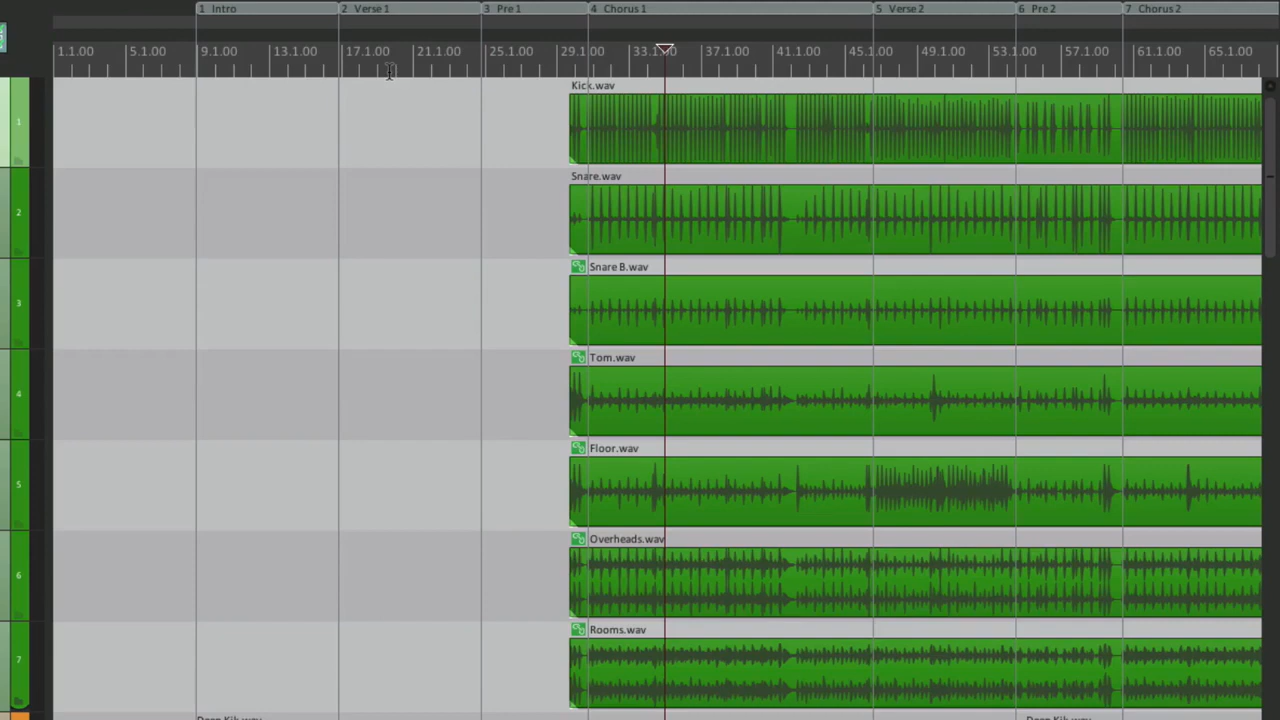 1 Intro 2 Verse 1 3 Pre 1 4 Chorus 1 5 Verse 2 6 Pre 2 7 Chorus 2
1.1.00 5.1.00 9.1.00 13.1.00 17.1.00 21.1.00 25.1.00 29.1.00 33.1.00 37.1.00 41.1.00 45.1.00 49.1.00 53.1.00 57.1.00 61.1.00 65.1.00
Kick.wav
1
Snare.wav
2
Snare B.wav
3
Tom.wav
4
Floor.wav
5
Overheads.wav
6
Rooms.wav
7